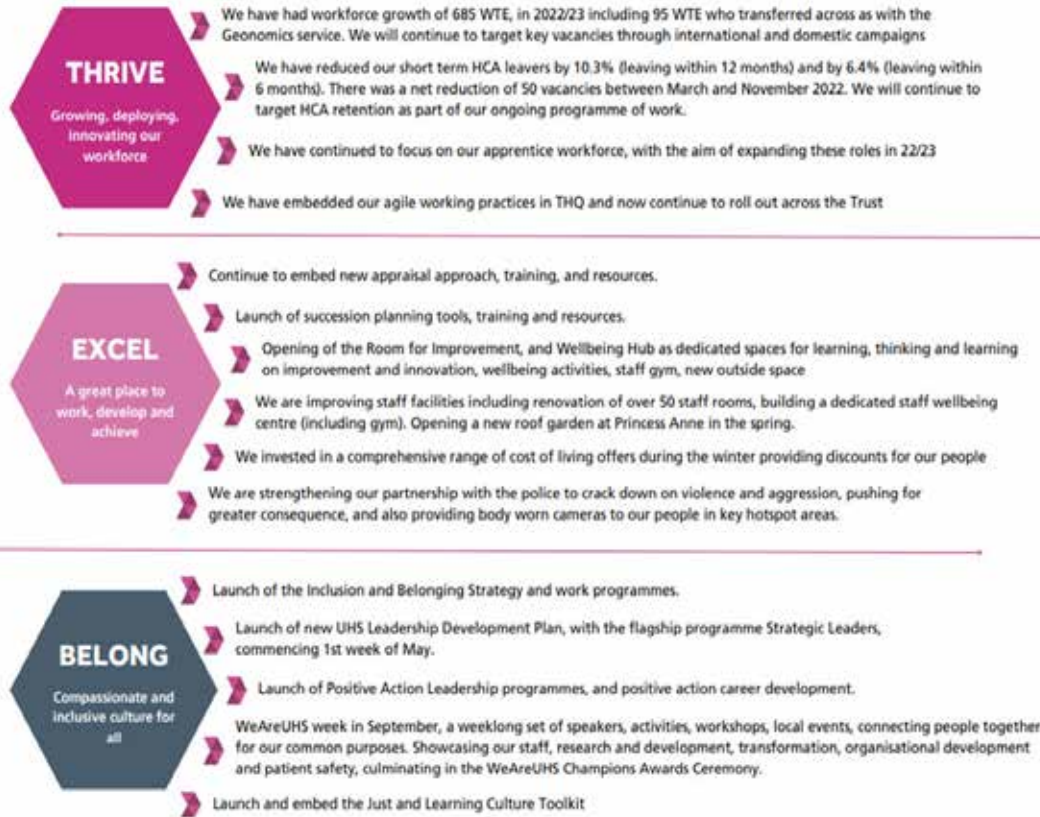 THRIVE
Growing, deploying,
innovating our
workforce
We have had workforce growth of 685 WTE, in 2022/23 including 95 WTE who transferred across as with the
Geonomics service. We will continue to target key vacancies through international and domestic campaigns
We have reduced our short term HCA leavers by 10.3% (leaving within 12 months) and by 6.4% (leaving within
6 months). There was a net reduction of 50 vacancies between March and November 2022. We will continue to
target HCA retention as part of our ongoing programme of work.
We have continued to focus on our apprentice workforce, with the aim of expanding these roles in 22/23
We have embedded our agile working practices in THQ and now continue to roll out across the Trust
EXCEL
A great place to
work, develop and
achieve
Continue to embed new appraisal approach, training, and resources.
Launch of succession planning tools, training and resources.
Opening of the Room for Improvement, and Wellbeing Hub as dedicated spaces for learning, thinking and learning
on improvement and innovation, wellbeing activities, staff gym, new outside space
We are improving staff facilities including renovation of over 50 staff rooms, building a dedicated staff wellbeing
centre (including gym). Opening a new roof garden at Princess Anne in the spring.
We invested in a comprehensive range of cost of living offers during the winter providing discounts for our people
We are strengthening our partnership with the police to crack down on violence and aggression, pushing for
greater consequence, and also providing body worn cameras to our people in key hotspot areas.
BELONG
Compassionate and
inclusive culture for
all
Launch of the Inclusion and Belonging Strategy and work programmes.
Launch of new UHS Leadership Development Plan, with the flagship programme Strategic Leaders,
commencing 1st week of May.
Launch of Positive Action Leadership programmes, and positive action career development.
WeAreUHS week in September, a weeklong set of speakers, activities, workshops, local events, connecting people together
for our common purposes. Showcasing our staff, research and development, transformation, organisational development
and patient safety, culminating in the WeAreUHS Champions Awards Ceremony.
Launch and embed the Just and Learning Culture Toolkit